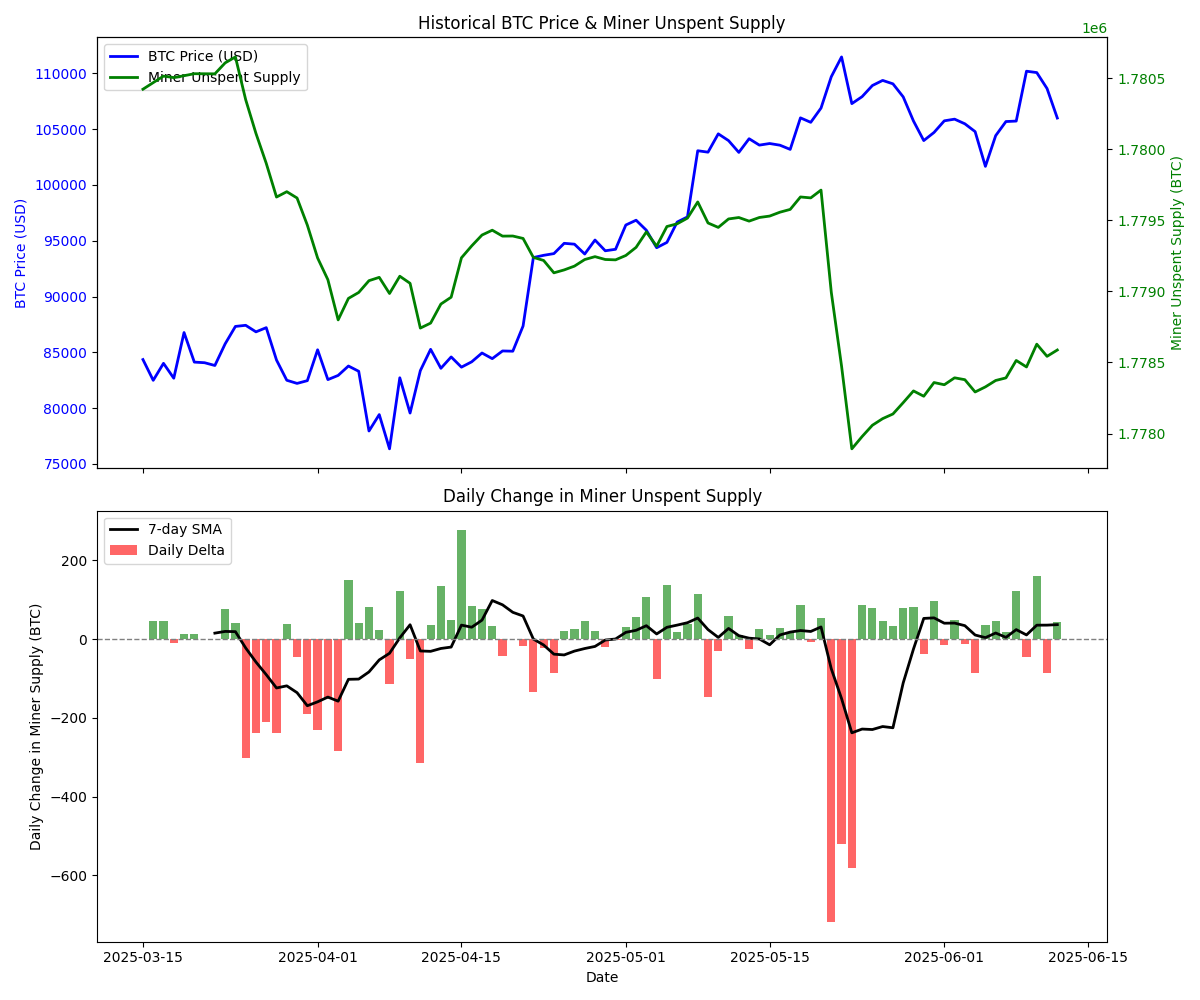 Historical BTC Price & Miner Unspent Supply
1e6
BTC Price (USD)
Miner Unspent Supply
110000
105000
100000
95000
90000
85000
80000
75000
BTC Price (USD)
1.7805
1.7800
1.7795
1.7790
1.7785
1.7780
Miner Unspent Supply (BTC)
Daily Change in Miner Unspent Supply
7-day SMA
Daily Delta
200
0
−200
−400
−600
Daily Change in Miner Supply (BTC)
2025-03-15
2025-04-01
2025-04-15
2025-05-01
2025-05-15
2025-06-01
2025-06-15
Date